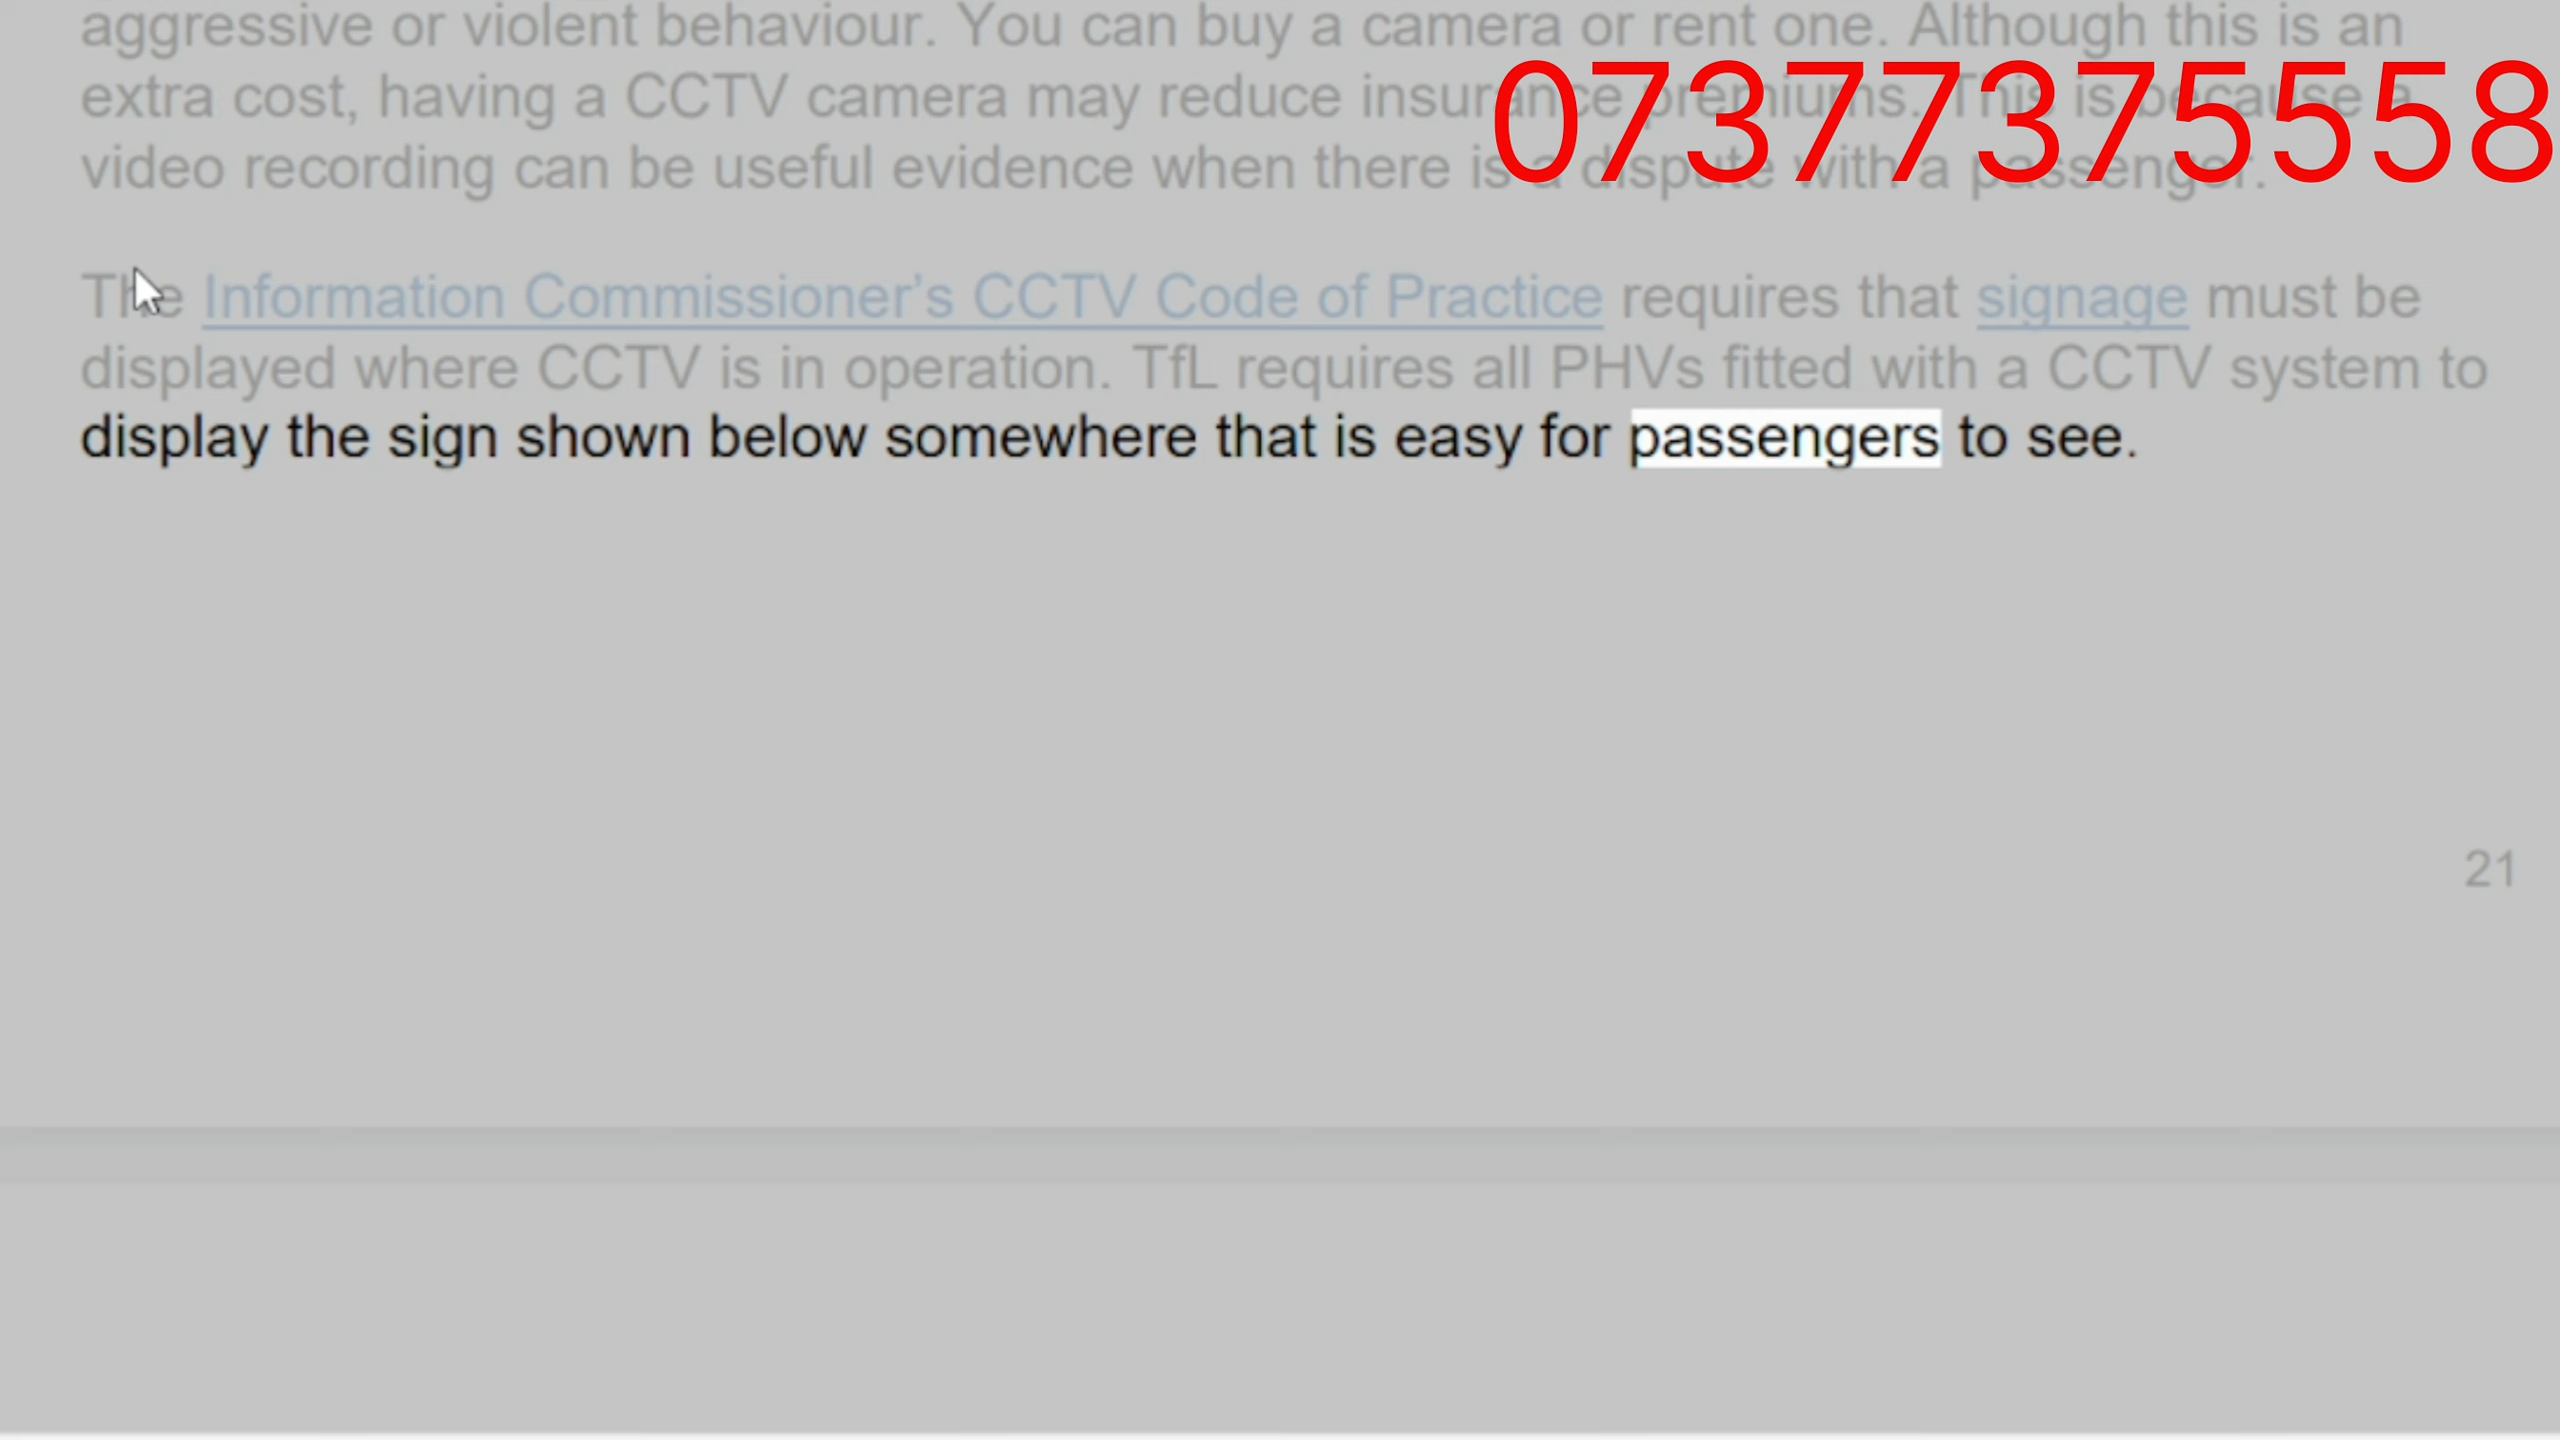 aggressive or violent behaviour. You can buy a camera or rent one. Although this is an
07377375558
extra cost, having a CCTV camera may reduce insurance premiums. This is because a
video recording can be useful evidence when there is a dispute with a passenger.
The Information Commissioner’s CCTV Code of Practice requires that signage must be
displayed where CCTV is in operation. TfL requires all PHVs fitted with a CCTV system to
display the sign shown below somewhere that is easy for passengers to see.
21